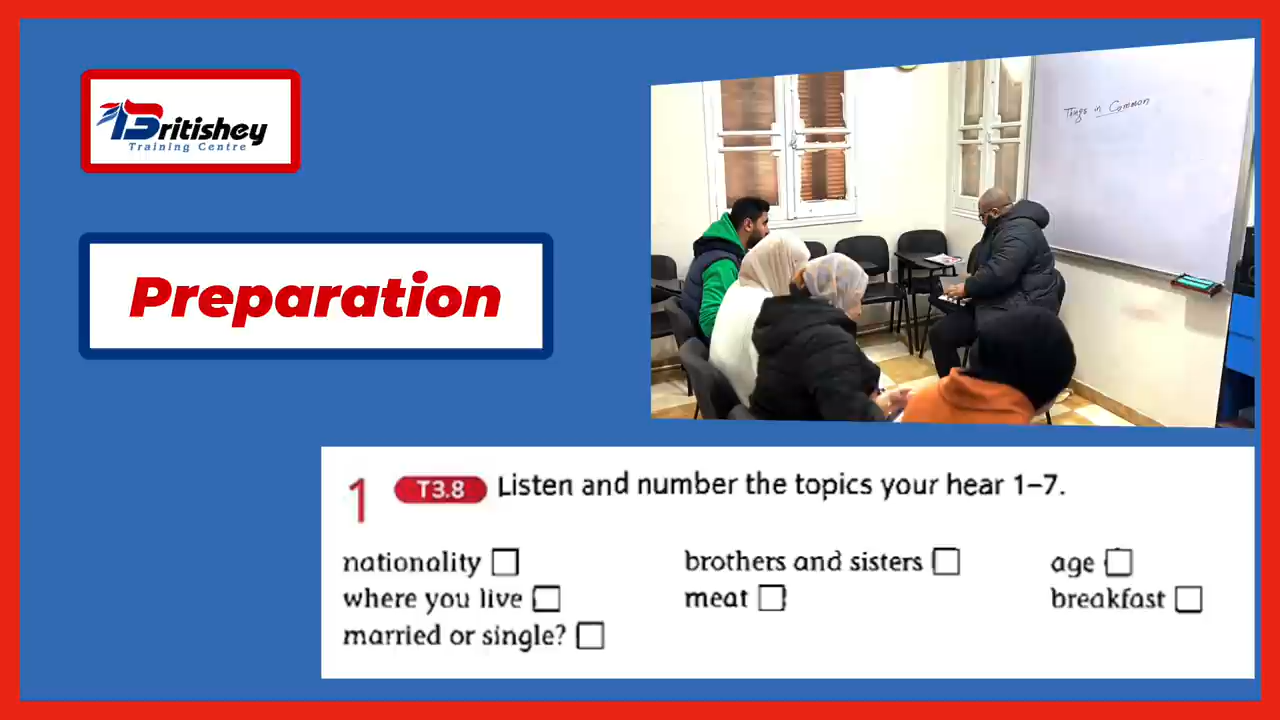 Britishey
Training Centre
Preparation
Things in Common
1 T3.8 Listen and number the topics your hear 1–7.
nationality
brothers and sisters
age
where you live
meat
breakfast
married or single?